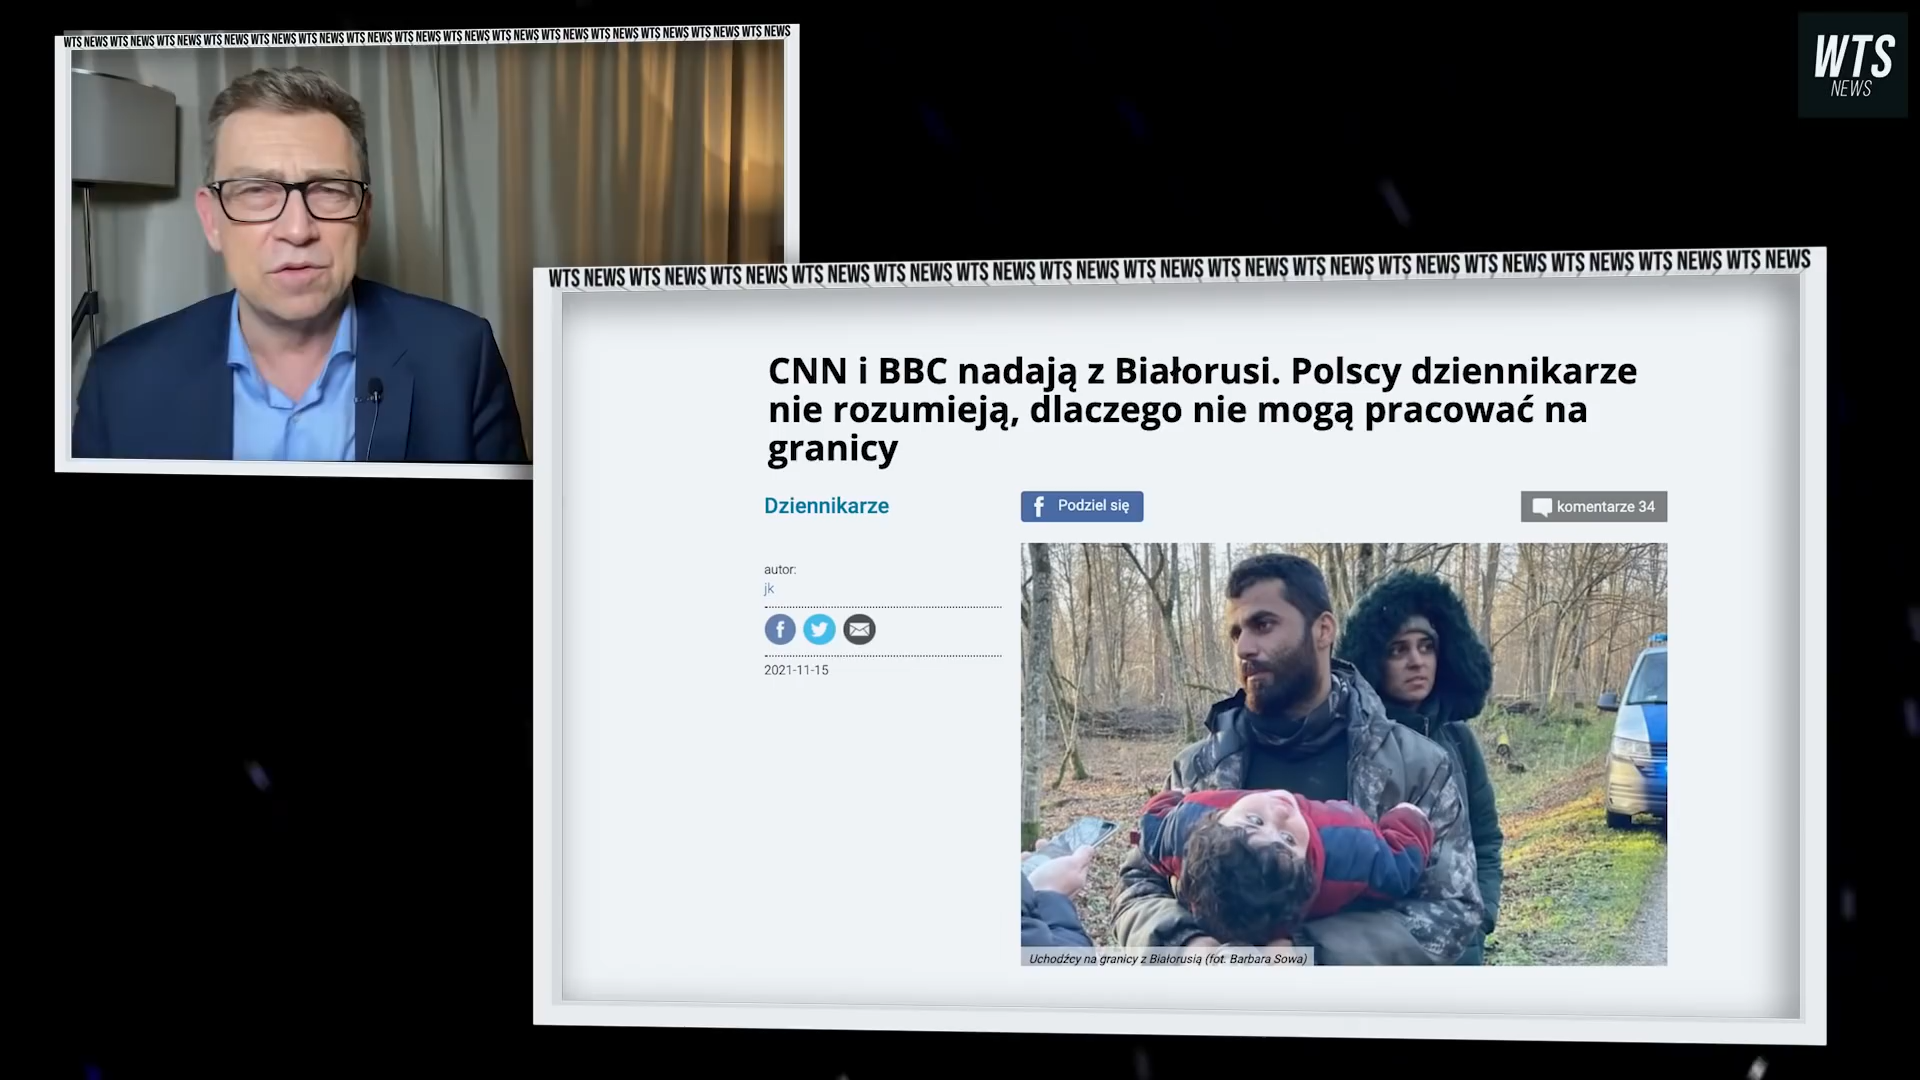 WTS NEWS WTS NEWS WTS NEWS WTS NEWS WTS NEWS WTS NEWS WTS NEWS WTS NEWS WTS NEWS WTS NEWS WTS NEWS WTS NEWS WTS NEWS WTS NEWS WTS NEWS
WTS
NEWS
WTS NEWS WTS NEWS WTS NEWS WTS NEWS WTS NEWS WTS NEWS WTS NEWS WTS NEWS WTS NEWS WTS NEWS WTS NEWS WTS NEWS WTS NEWS WTS NEWS WTS NEWS
CNN i BBC nadają z Białorusi. Polscy dziennikarze
nie rozumieją, dlaczego nie mogą pracować na
granicy
Dziennikarze
Podziel się
komentarze 34
autor:
jk
2021-11-15
Uchodźcy na granicy z Białorusią (fot. Barbara Sowa)